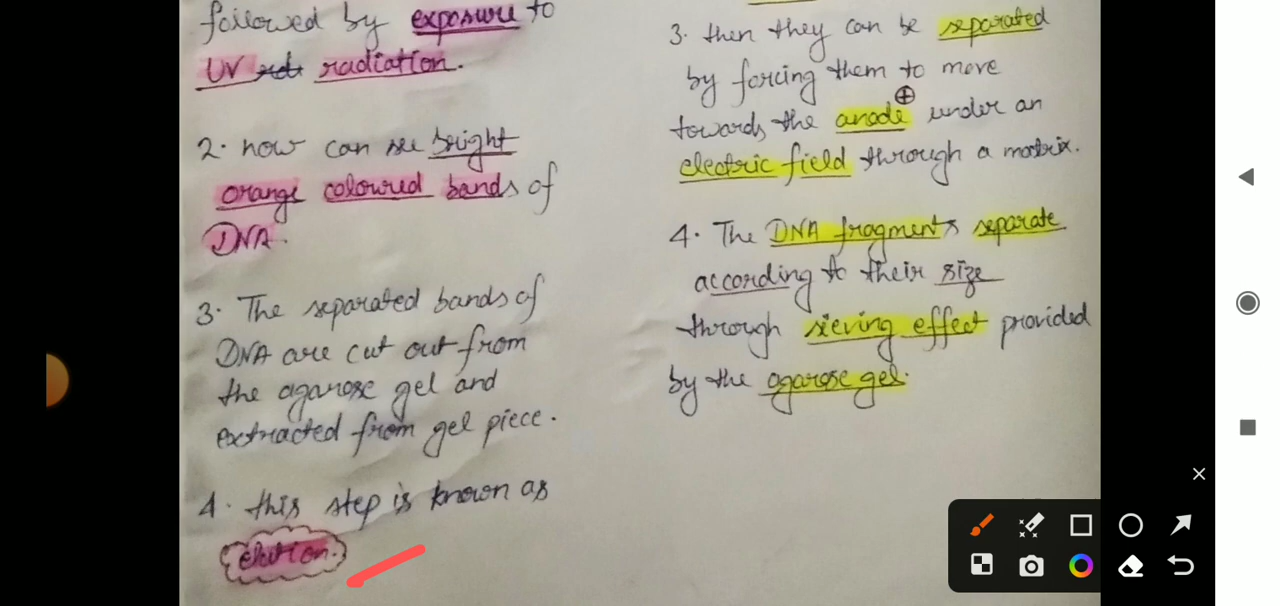 followed by exposure to
UV radiation.
2. now can see bright
orange coloured bands of
DNA.
3. The separated bands of
DNA are cut out from
the agarose gel and
extracted from gel piece.
4. this step is known as
elution.
3. then they can be separated
by forcing them to move
towards the anode ⊕ under an
electric field through a matrix.
4. The DNA fragments separate
according to their size
through sieving effect provided
by the agarose gel.